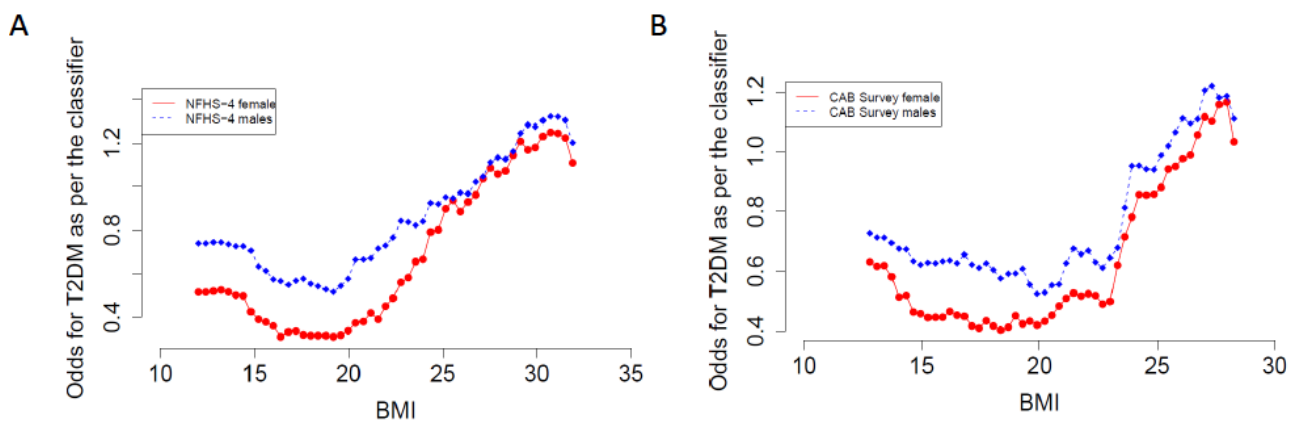 A
Odds for T2DM as per the classifier
NFHS-4 female
NFHS-4 males
1.2
0.8
0.4
10 15 20 25 30 35
BMI
B
Odds for T2DM as per the classifier
CAB Survey female
CAB Survey males
1.2
1.0
0.8
0.6
0.4
10 15 20 25 30
BMI